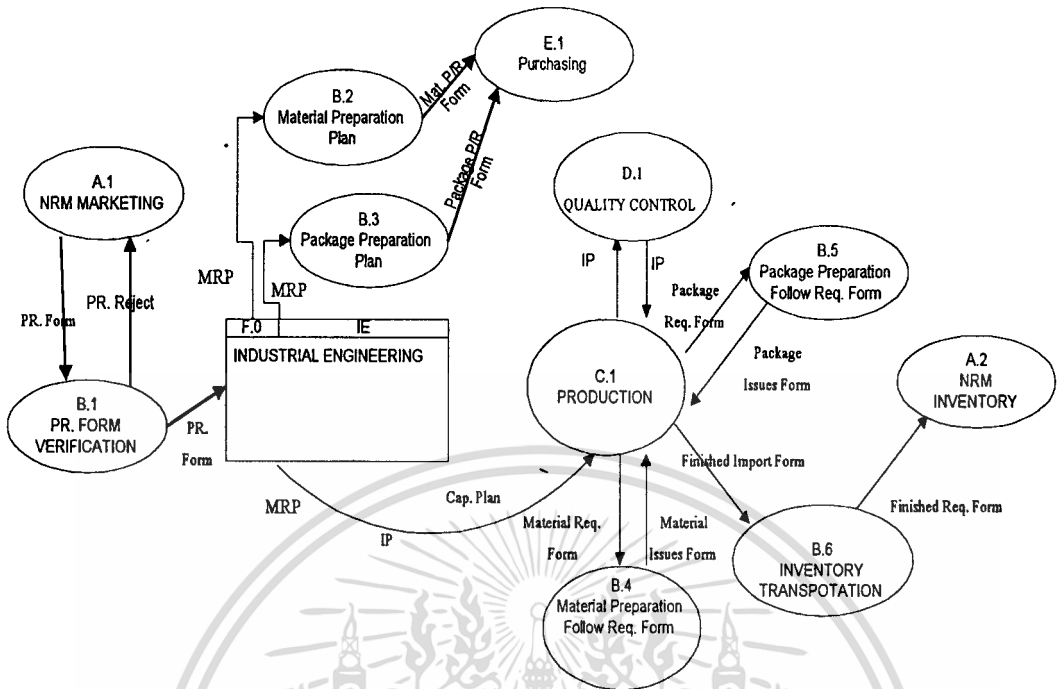 E.1
Purchasing
B.2
Material Preparation
Plan
Mat. P/R
Form
A.1
NRM MARKETING
B.3
Package Preparation
Plan
Package P/R
Form
D.1
QUALITY CONTROL
MRP
MRP
IP
IP
B.5
Package Preparation
Follow Req. Form
Package
Req. Form
PR. Form
PR. Reject
F.0
IE
INDUSTRIAL ENGINEERING
Package
Issues Form
A.2
NRM
INVENTORY
C.1
PRODUCTION
B.1
PR. FORM
VERIFICATION
PR.
Form
Finished Import Form
MRP
Cap. Plan
IP
Material Req.
Form
Material
Issues Form
Finished Req. Form
B.6
INVENTORY
TRANSPOTATION
B.4
Material Preparation
Follow Req. Form